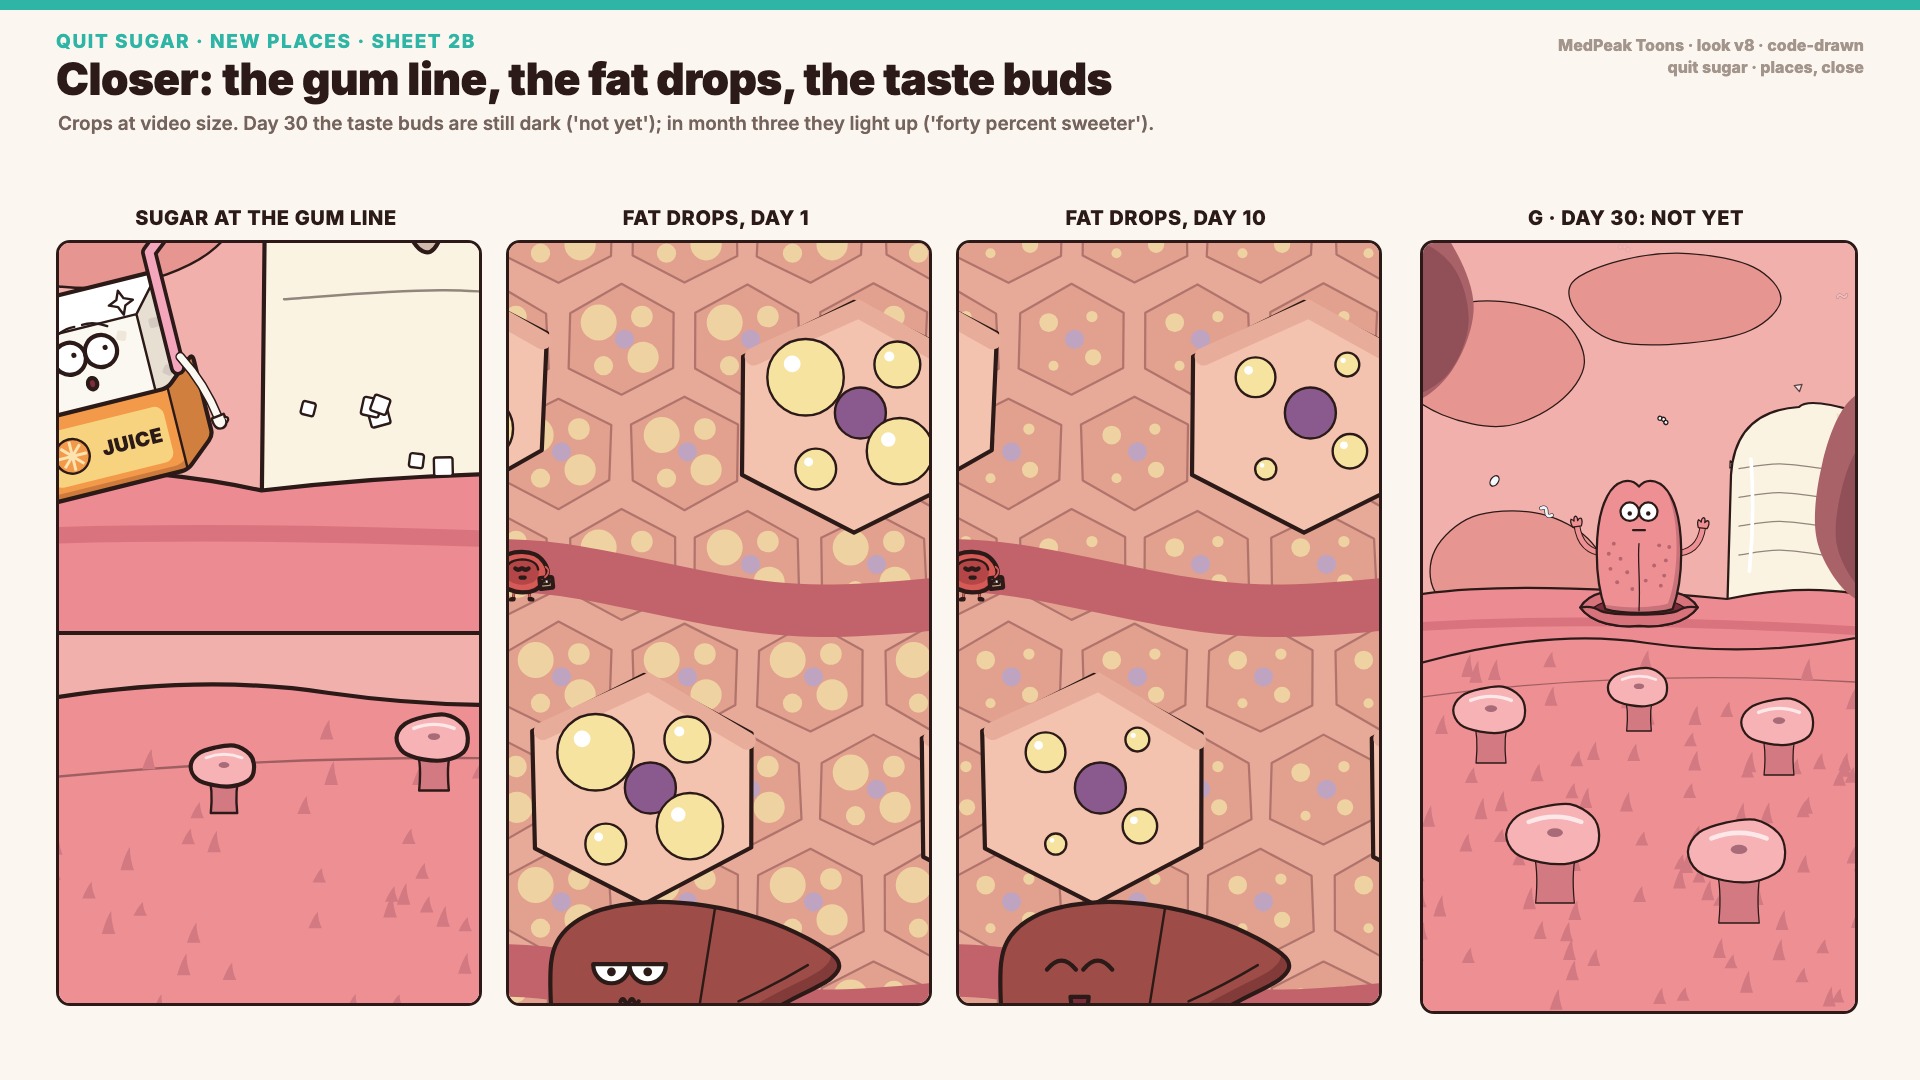 QUIT SUGAR · NEW PLACES · SHEET 2B
Closer: the gum line, the fat drops, the taste buds
Crops at video size. Day 30 the taste buds are still dark ('not yet'); in month three they light up ('forty percent sweeter').
MedPeak Toons · look v8 · code-drawn
quit sugar · places, close
SUGAR AT THE GUM LINE
FAT DROPS, DAY 1
FAT DROPS, DAY 10
G · DAY 30: NOT YET
JUICE